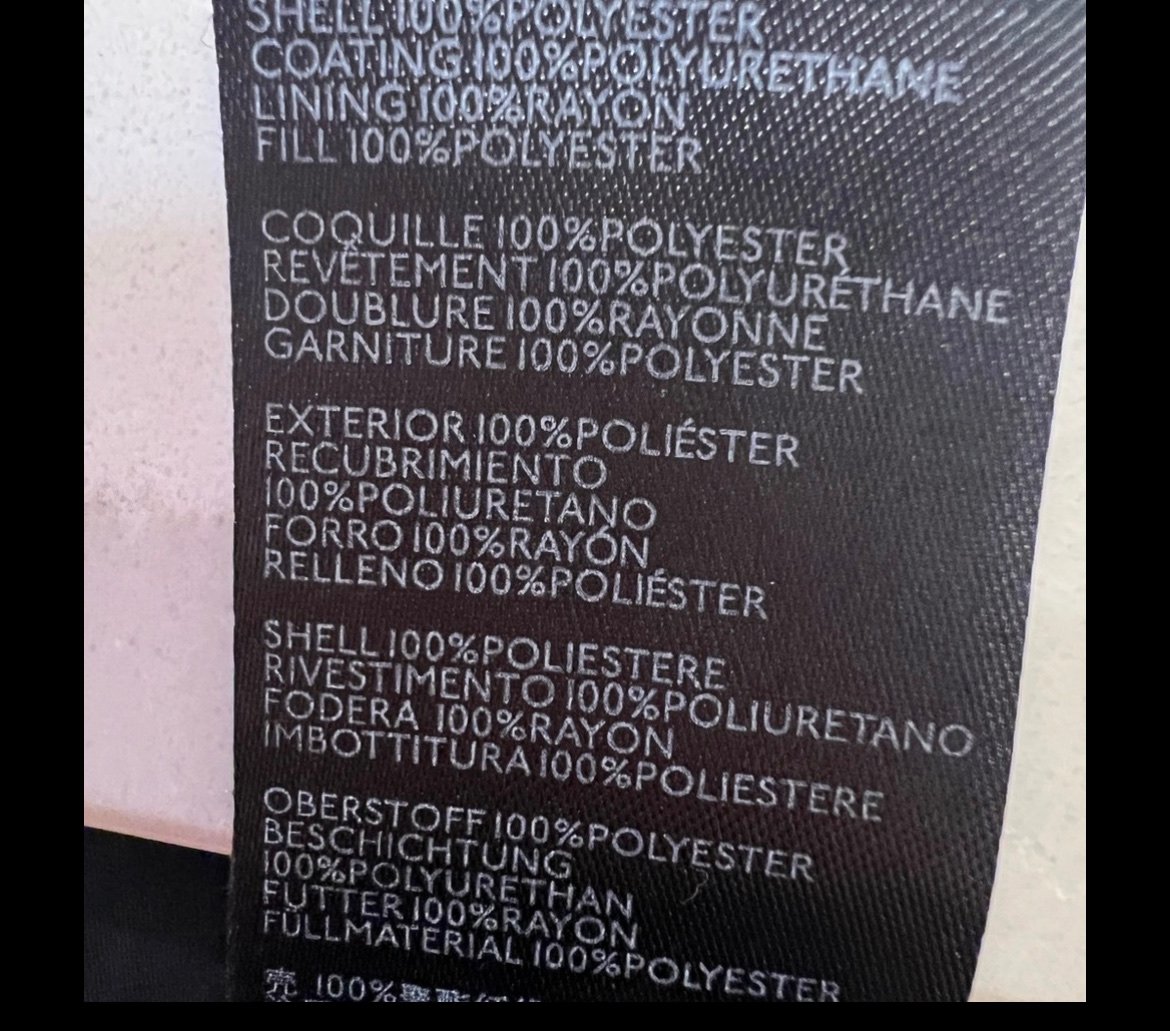 SHELL 100%POLYESTER
COATING 100%POLYURETHANE
LINING 100%RAYON
FILL 100%POLYESTER
COQUILLE 100%POLYESTER
REVÊTEMENT 100%POLYURÉTHANE
DOUBLURE 100%RAYONNE
GARNITURE 100%POLYESTER
EXTERIOR 100%POLIÉSTER
RECUBRIMIENTO
100%POLIURETANO
FORRO 100%RAYÓN
RELLENO 100%POLIÉSTER
SHELL 100%POLIESTERE
RIVESTIMENTO 100%POLIURETANO
FODERA 100%RAYON
IMBOTTITURA 100%POLIESTERE
OBERSTOFF 100%POLYESTER
BESCHICHTUNG
100%POLYURETHAN
FUTTER 100%RAYON
FÜLLMATERIAL 100%POLYESTER
壳 100%